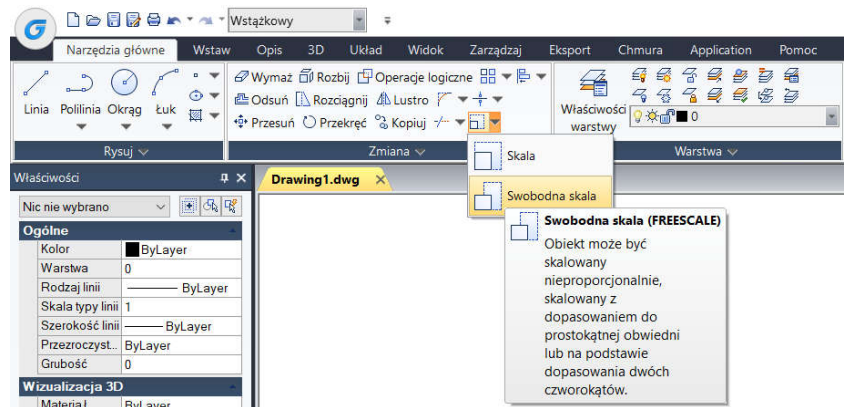 Wstążkowy
Narzędzia główne Wstaw Opis 3D Układ Widok Zarządzaj Eksport Chmura Application Pomoc
Wymaż Rozbij Operacje logiczne
Odsuń Rozciągnij Lustro
Przesuń Przekręć Kopiuj
Linia Polilinia Okrąg Łuk
Właściwości
warstwy
0
Rysuj Zmiana Warstwa
Skala
Swobodna skala
Swobodna skala (FREESCALE)
Obiekt może być
skalowany
nieproporcjonalnie,
skalowany z
dopasowaniem do
prostokątnej obwiedni
lub na podstawie
dopasowania dwóch
czworokątów.
Właściwości
Drawing1.dwg
Nic nie wybrano
Ogólne
Kolor ByLayer
Warstwa 0
Rodzaj linii ByLayer
Skala typy linii 1
Szerokość linii ByLayer
Przezroczyst... ByLayer
Grubość 0
Wizualizacja 3D
Materiał ByLayer